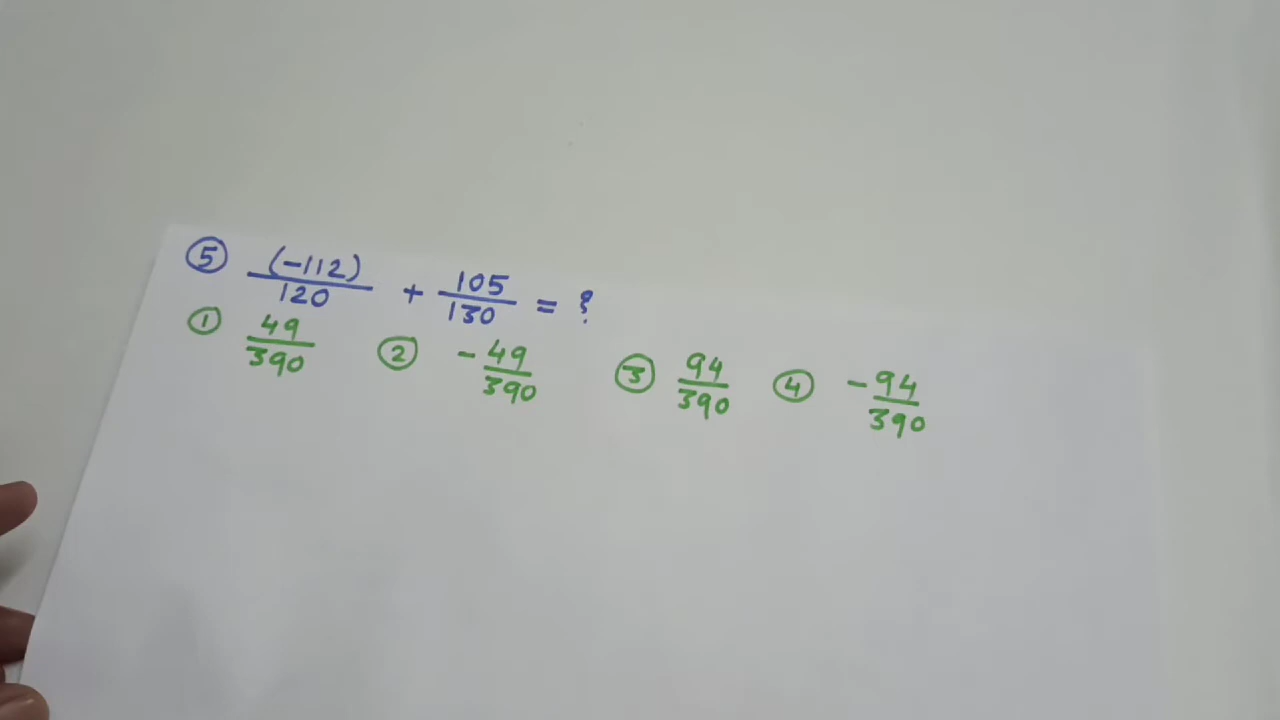 ⑤ (-112)/120 + 105/130 = ?
① 49/390 ② -49/390 ③ 94/390 ④ -94/390